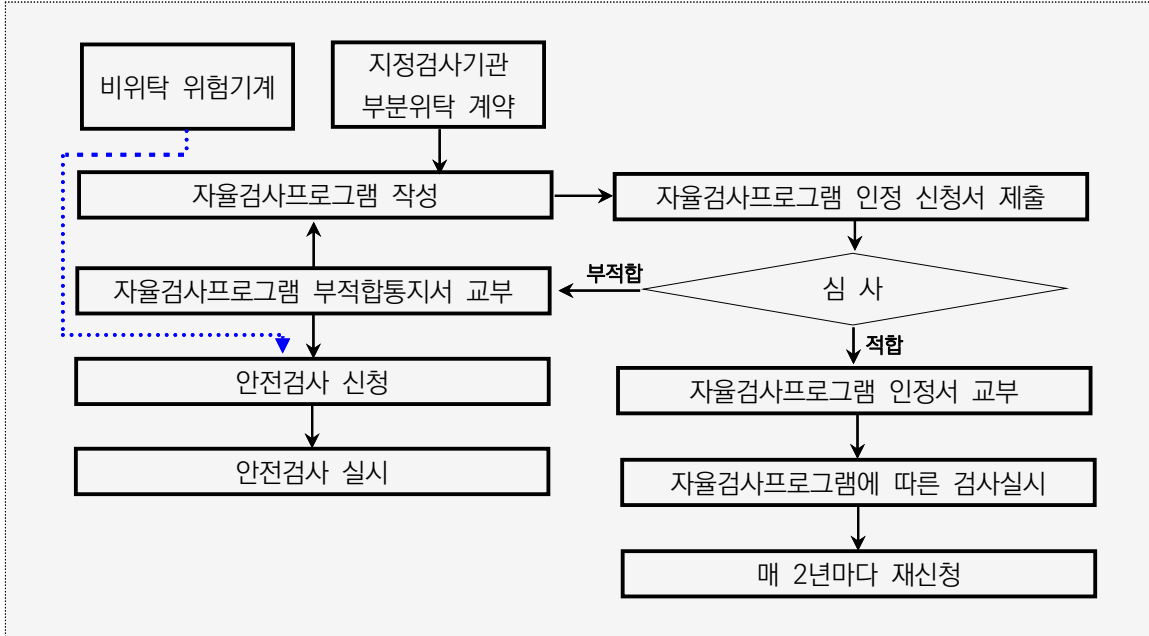 비위탁 위험기계
지정검사기관
부분위탁 계약
자율검사프로그램 작성
자율검사프로그램 인정 신청서 제출
자율검사프로그램 부적합통지서 교부
부적합
심 사
적합
안전검사 신청
자율검사프로그램 인정서 교부
안전검사 실시
자율검사프로그램에 따른 검사실시
매 2년마다 재신청